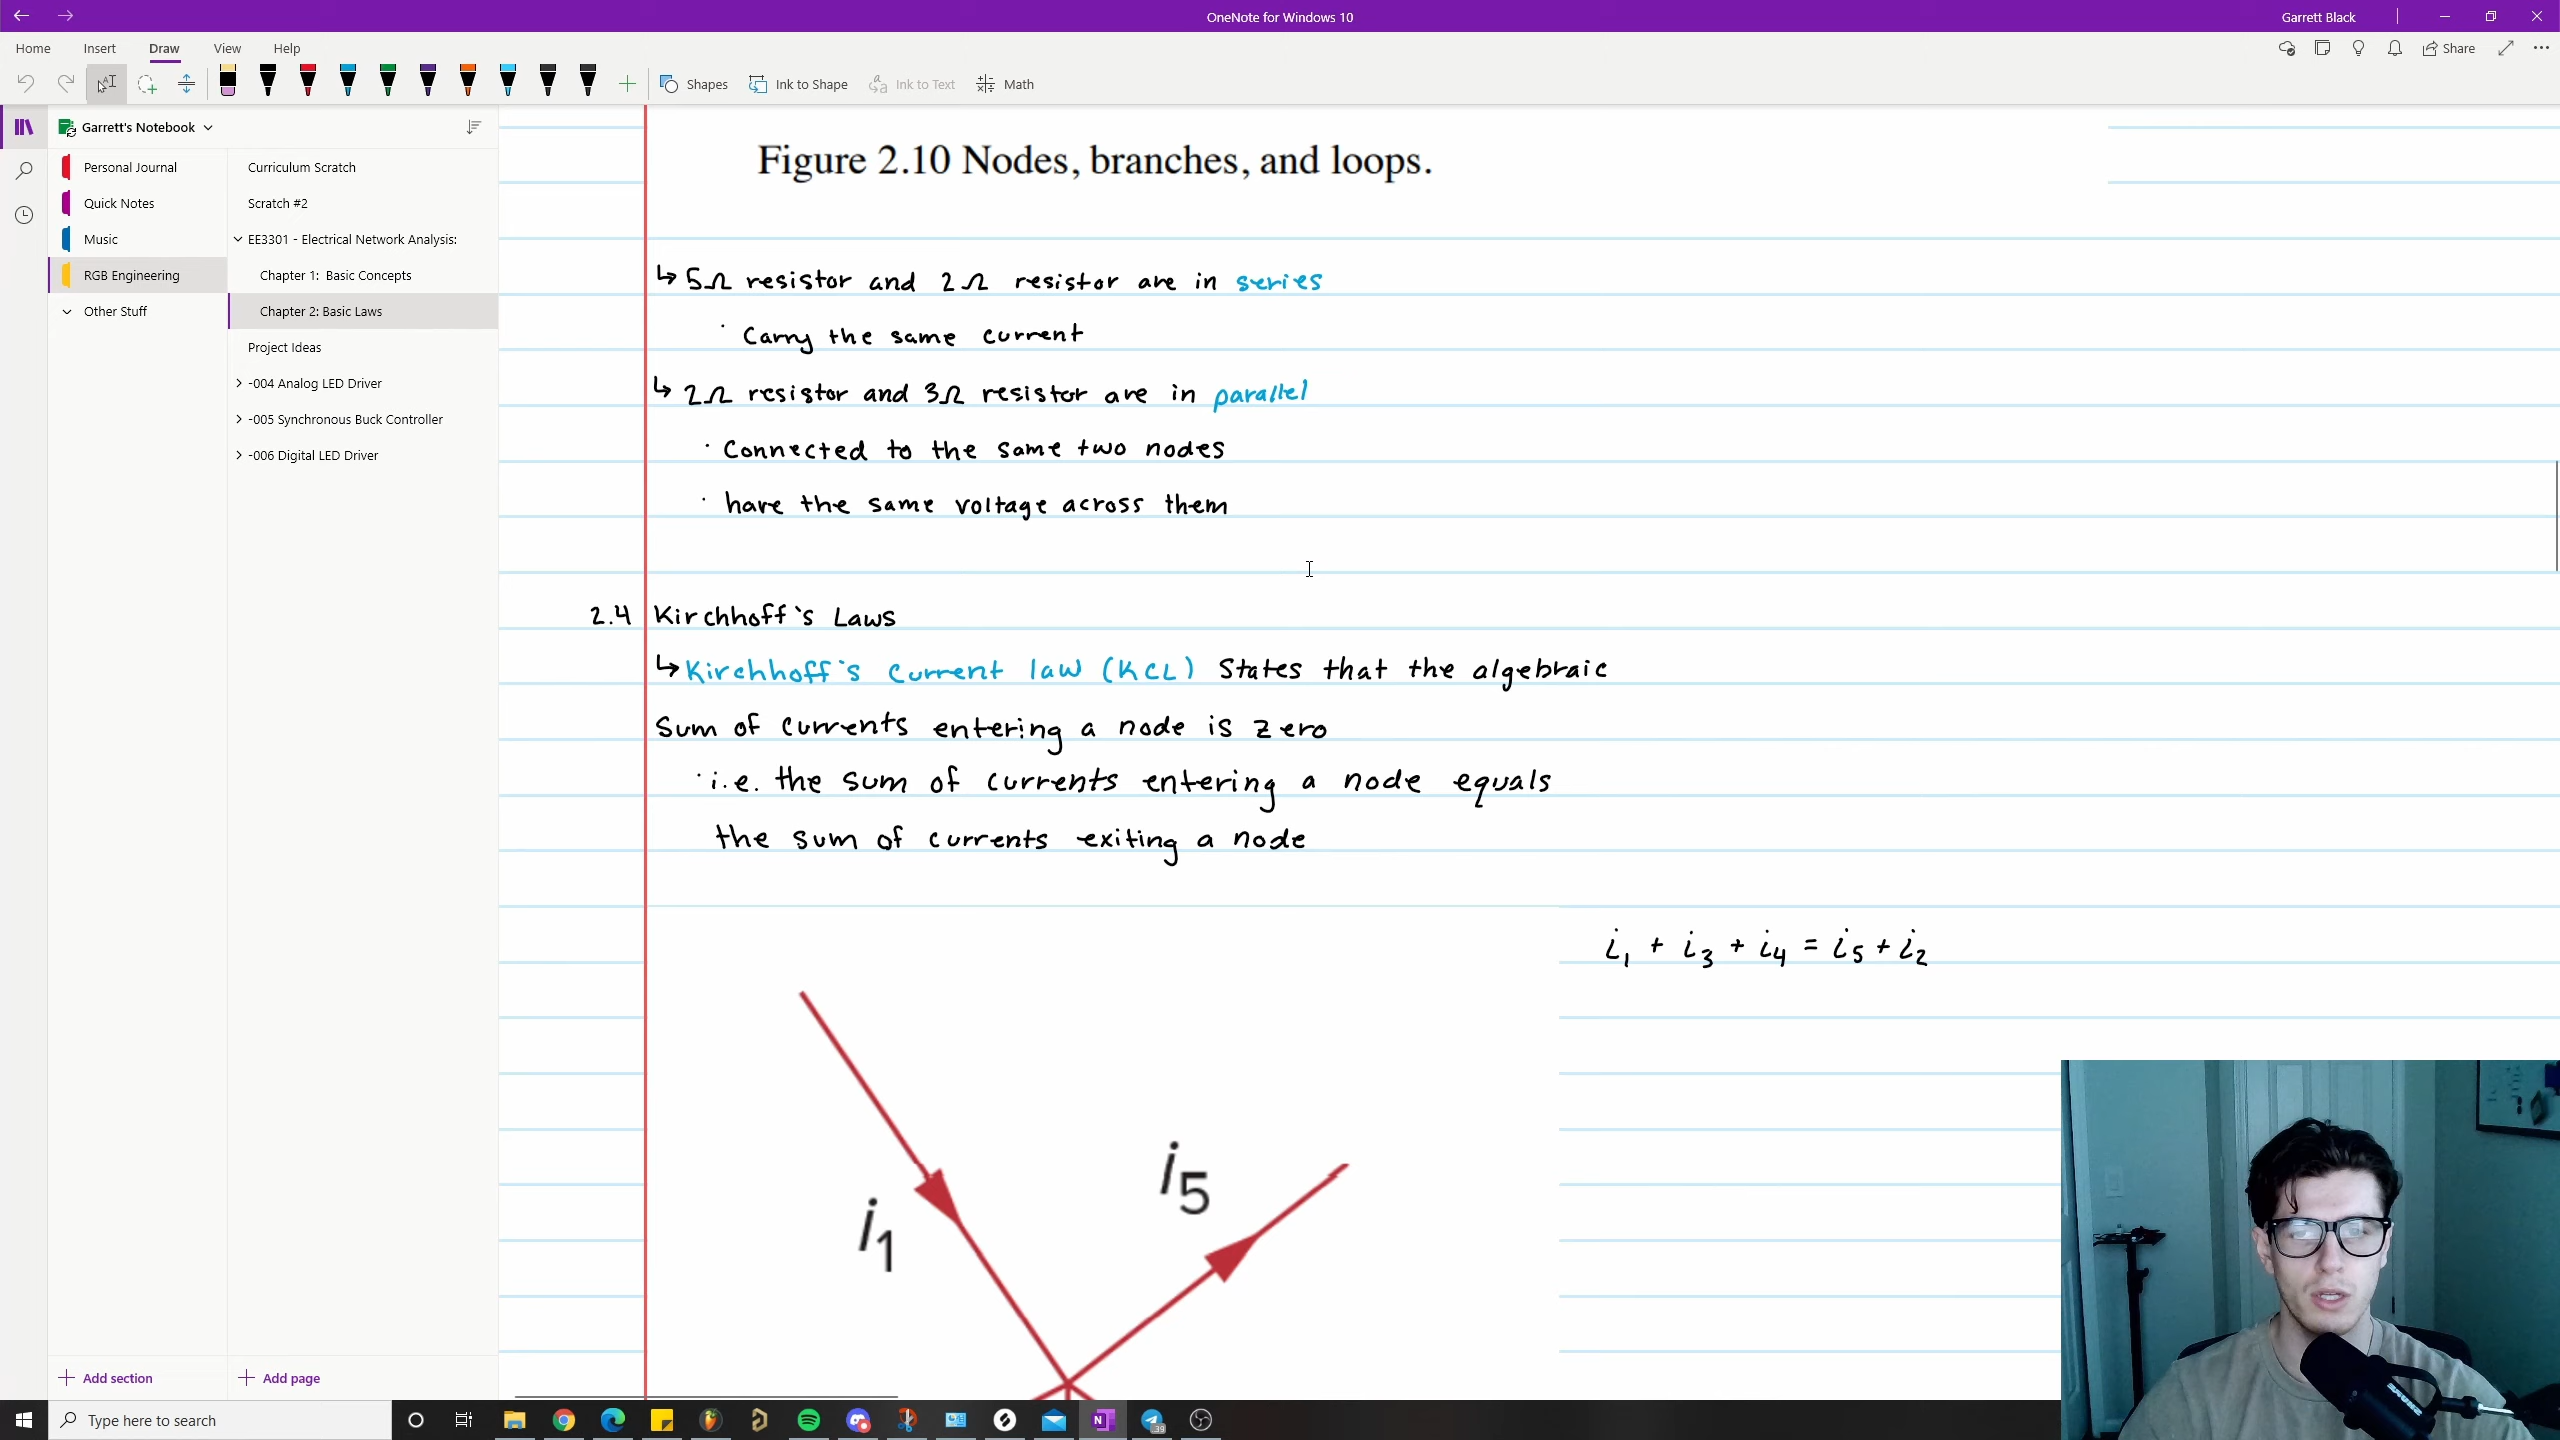 OneNote for Windows 10
Garrett Black
Home Insert Draw View Help
Share
Shapes Ink to Shape Ink to Text Math
Garrett's Notebook
Personal Journal
Quick Notes
Music
RGB Engineering
Other Stuff
Curriculum Scratch
Scratch #2
EE3301 - Electrical Network Analysis:
Chapter 1: Basic Concepts
Chapter 2: Basic Laws
Project Ideas
-004 Analog LED Driver
-005 Synchronous Buck Controller
-006 Digital LED Driver
Figure 2.10 Nodes, branches, and loops.
↳ 5Ω resistor and 2Ω resistor are in series
· Carry the same current
↳ 2Ω resistor and 3Ω resistor are in parallel
· Connected to the same two nodes
· have the same voltage across them
2.4 Kirchhoff's Laws
↳ Kirchhoff's Current law (KCL) States that the algebraic
Sum of currents entering a node is zero
· i.e. the sum of currents entering a node equals
the sum of currents exiting a node
i₁ + i₃ + i₄ = i₅ + i₂
i₅
i₁
Add section
Add page
Type here to search